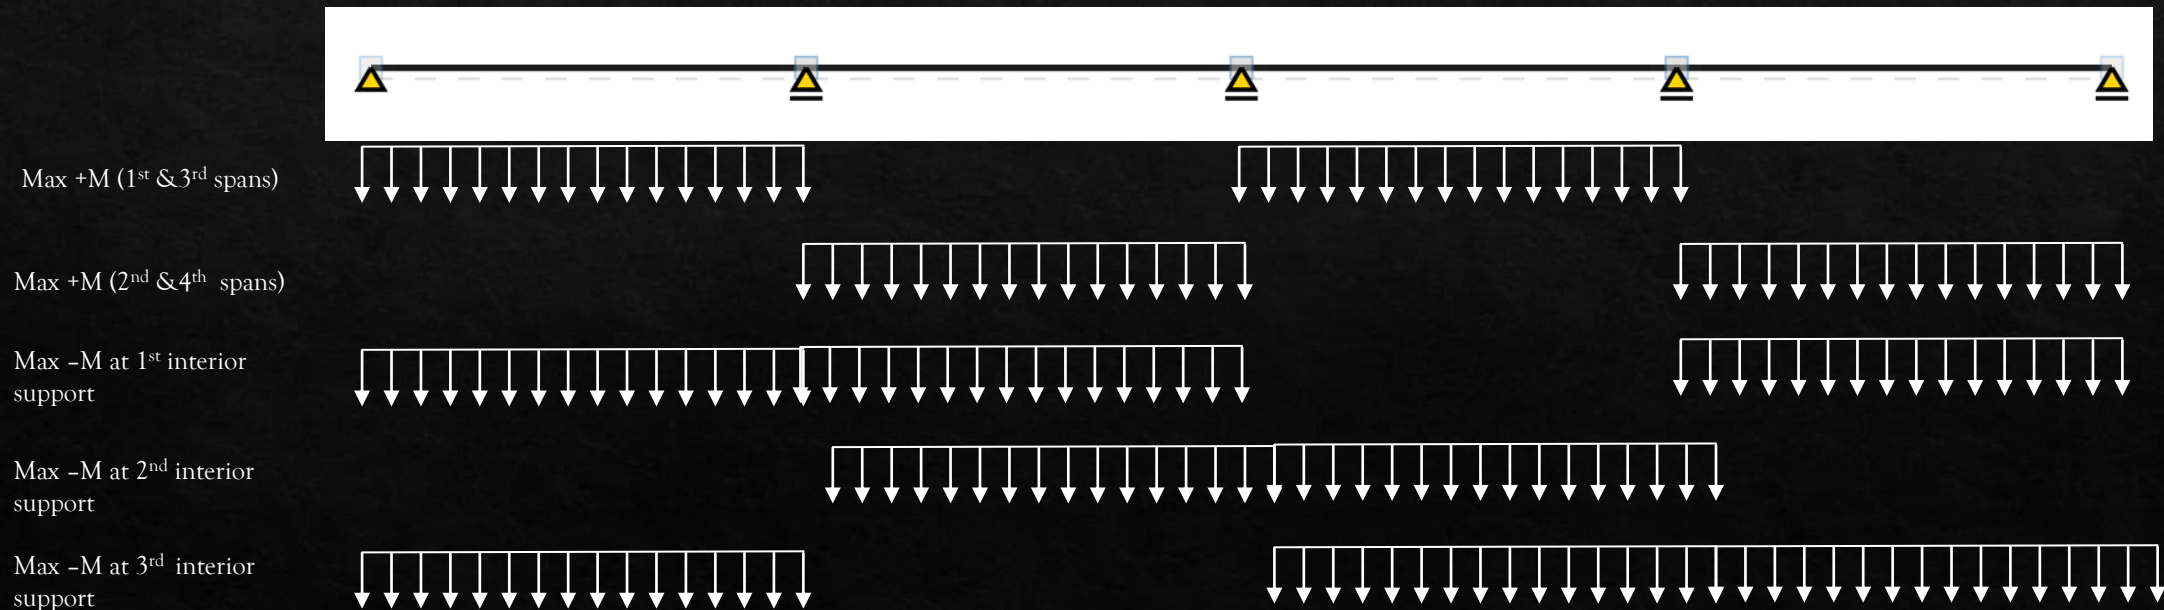 Max +M (1st &3rd spans)
Max +M (2nd &4th spans)
Max –M at 1st interior
support
Max –M at 2nd interior
support
Max –M at 3rd interior
support